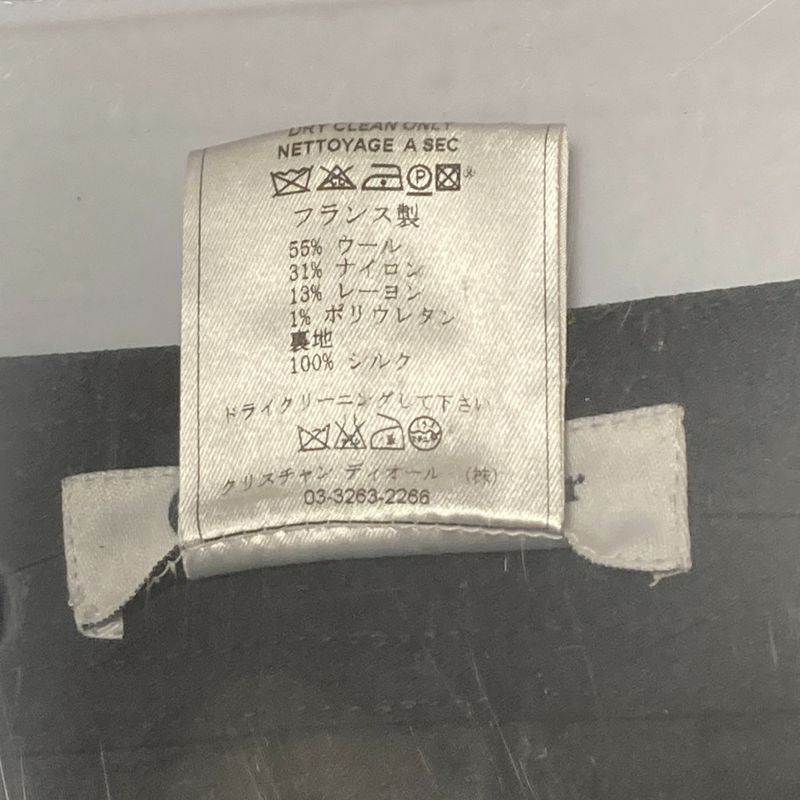 DRY CLEAN ONLY
NETTOYAGE A SEC
フランス製
55% ウール
31% ナイロン
13% レーヨン
1% ポリウレタン
裏地
100% シルク
ドライクリーニングして下さい
クリスチャン ディオール (株)
03-3263-2266